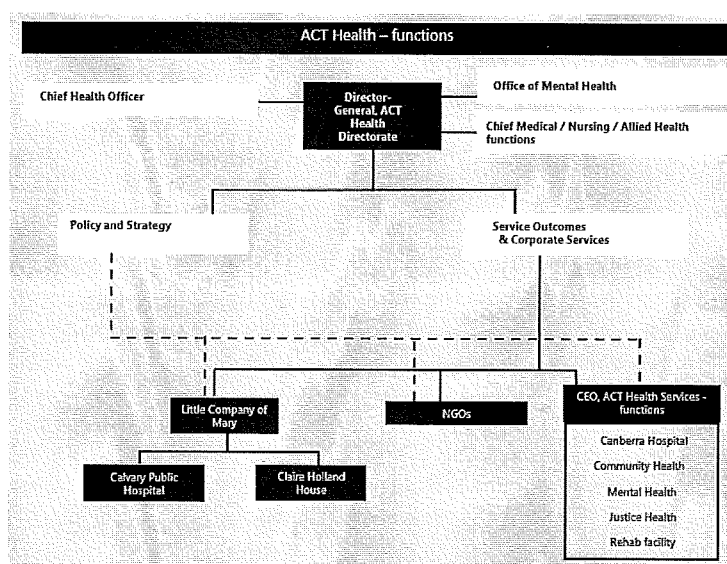 ACT Health – functions
Chief Health Officer
Director-
General, ACT
Health
Directorate
Office of Mental Health
Chief Medical / Nursing / Allied Health
functions
Policy and Strategy
Service Outcomes
& Corporate Services
Little Company of
Mary
NGOs
CEO, ACT Health Services -
functions
Calvary Public
Hospital
Claire Holland
House
Canberra Hospital
Community Health
Mental Health
Justice Health
Rehab facility